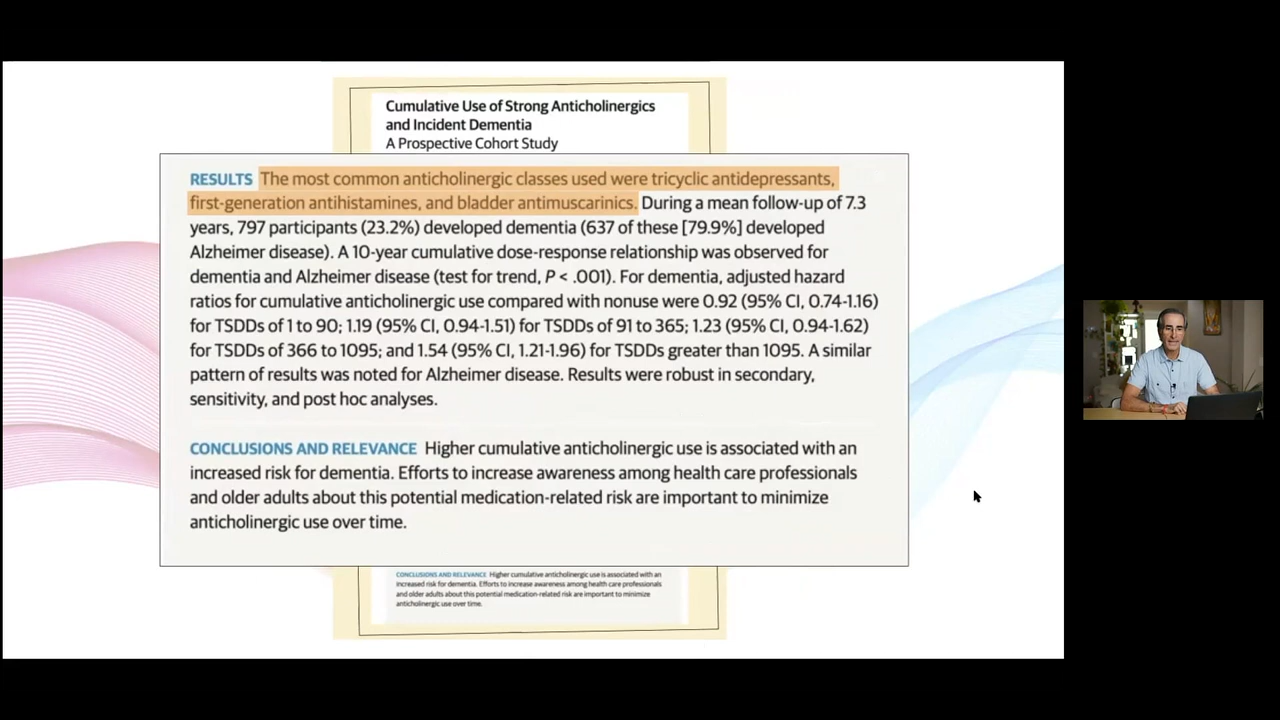 Cumulative Use of Strong Anticholinergics
and Incident Dementia
A Prospective Cohort Study
RESULTS The most common anticholinergic classes used were tricyclic antidepressants,
first-generation antihistamines, and bladder antimuscarinics. During a mean follow-up of 7.3
years, 797 participants (23.2%) developed dementia (637 of these [79.9%] developed
Alzheimer disease). A 10-year cumulative dose-response relationship was observed for
dementia and Alzheimer disease (test for trend, P < .001). For dementia, adjusted hazard
ratios for cumulative anticholinergic use compared with nonuse were 0.92 (95% CI, 0.74-1.16)
for TSDDs of 1 to 90; 1.19 (95% CI, 0.94-1.51) for TSDDs of 91 to 365; 1.23 (95% CI, 0.94-1.62)
for TSDDs of 366 to 1095; and 1.54 (95% CI, 1.21-1.96) for TSDDs greater than 1095. A similar
pattern of results was noted for Alzheimer disease. Results were robust in secondary,
sensitivity, and post hoc analyses.
CONCLUSIONS AND RELEVANCE Higher cumulative anticholinergic use is associated with an
increased risk for dementia. Efforts to increase awareness among health care professionals
and older adults about this potential medication-related risk are important to minimize
anticholinergic use over time.
CONCLUSIONS AND RELEVANCE Higher cumulative anticholinergic use is associated with an
increased risk for dementia. Efforts to increase awareness among health care professionals
and older adults about this potential medication-related risk are important to minimize
anticholinergic use over time.